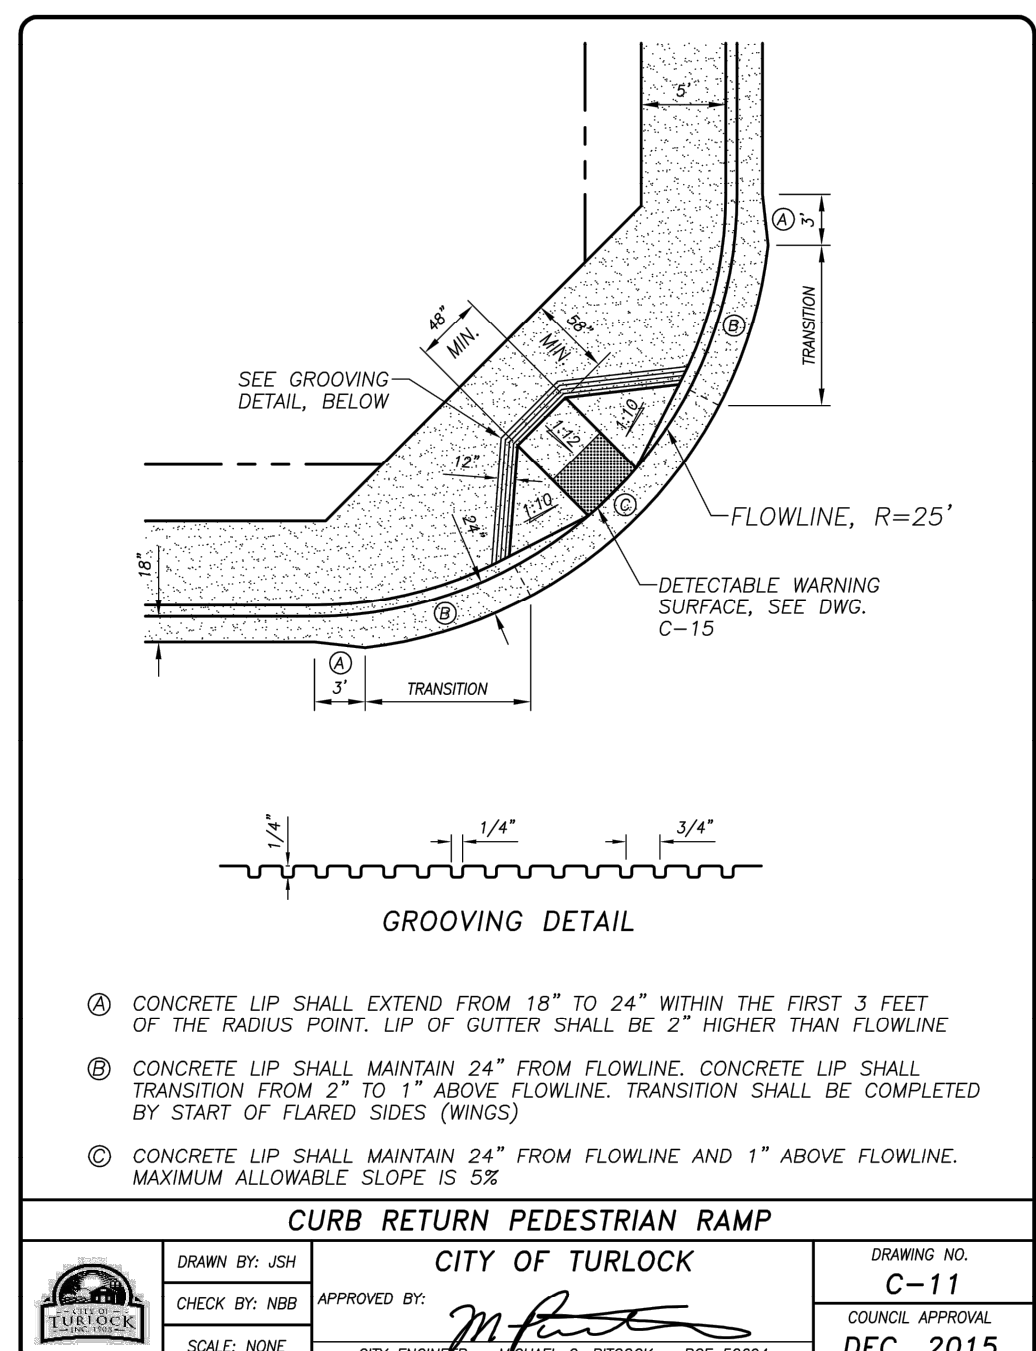 5'
A 3'
TRANSITION
B
48"
MIN.
58"
MIN.
SEE GROOVING
DETAIL, BELOW
1:10
1:12
12"
1:10
24"
C
FLOWLINE, R=25'
18"
DETECTABLE WARNING
SURFACE, SEE DWG.
C-15
B
A
3'
TRANSITION
1/4"
1/4"
3/4"
GROOVING DETAIL
A CONCRETE LIP SHALL EXTEND FROM 18" TO 24" WITHIN THE FIRST 3 FEET
OF THE RADIUS POINT. LIP OF GUTTER SHALL BE 2" HIGHER THAN FLOWLINE
B CONCRETE LIP SHALL MAINTAIN 24" FROM FLOWLINE. CONCRETE LIP SHALL
TRANSITION FROM 2" TO 1" ABOVE FLOWLINE. TRANSITION SHALL BE COMPLETED
BY START OF FLARED SIDES (WINGS)
C CONCRETE LIP SHALL MAINTAIN 24" FROM FLOWLINE AND 1" ABOVE FLOWLINE.
MAXIMUM ALLOWABLE SLOPE IS 5%
CURB RETURN PEDESTRIAN RAMP
CITY OF
TURLOCK
INC. 1908
DRAWN BY: JSH
CHECK BY: NBB
SCALE: NONE
CITY OF TURLOCK
APPROVED BY:
CITY ENGINEER
DRAWING NO.
C-11
COUNCIL APPROVAL
DEC. 2015